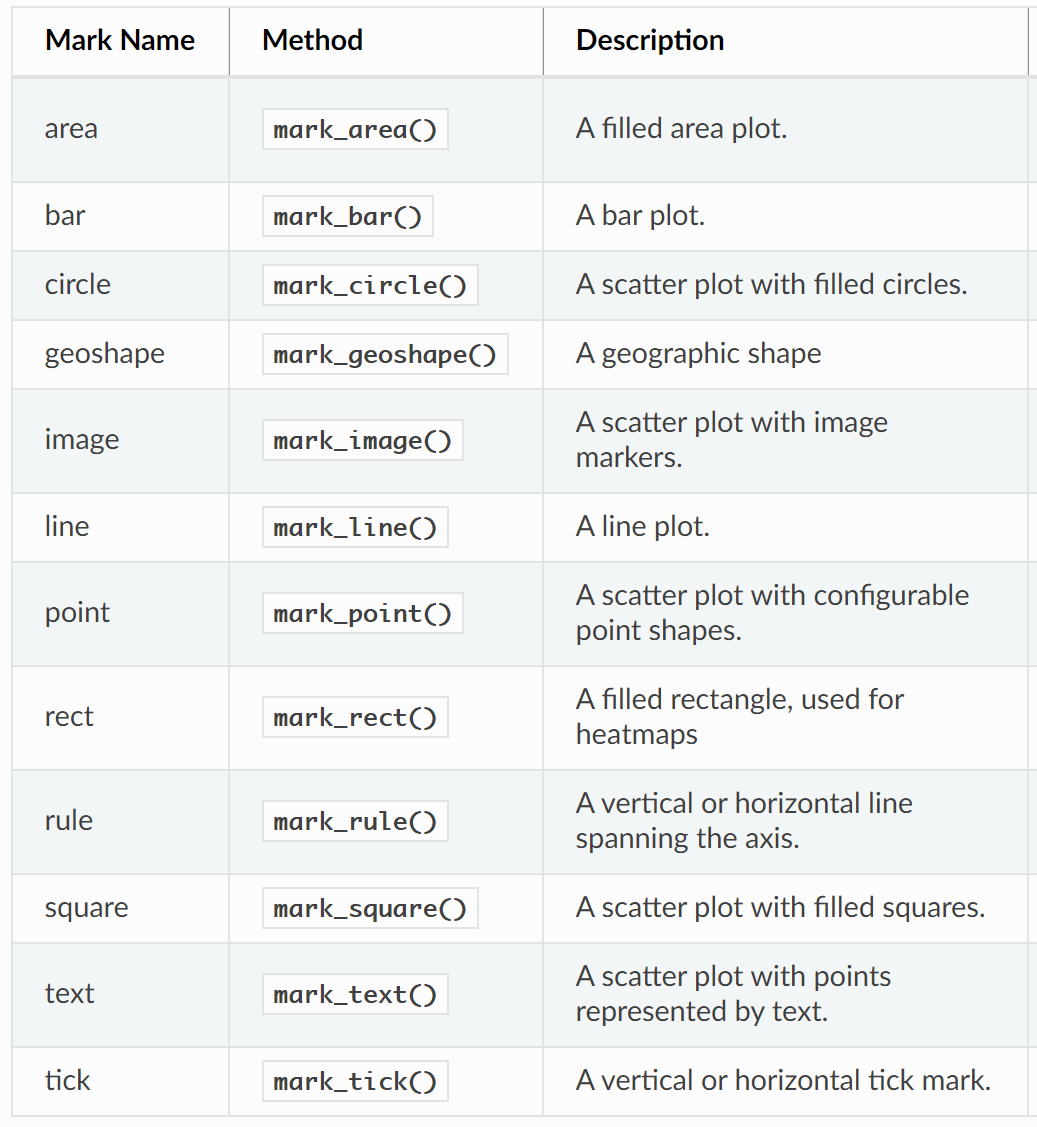 Mark Name Method Description
area mark_area() A filled area plot.
bar mark_bar() A bar plot.
circle mark_circle() A scatter plot with filled circles.
geoshape mark_geoshape() A geographic shape
image mark_image() A scatter plot with image
markers.
line mark_line() A line plot.
point mark_point() A scatter plot with configurable
point shapes.
rect mark_rect() A filled rectangle, used for
heatmaps
rule mark_rule() A vertical or horizontal line
spanning the axis.
square mark_square() A scatter plot with filled squares.
text mark_text() A scatter plot with points
represented by text.
tick mark_tick() A vertical or horizontal tick mark.